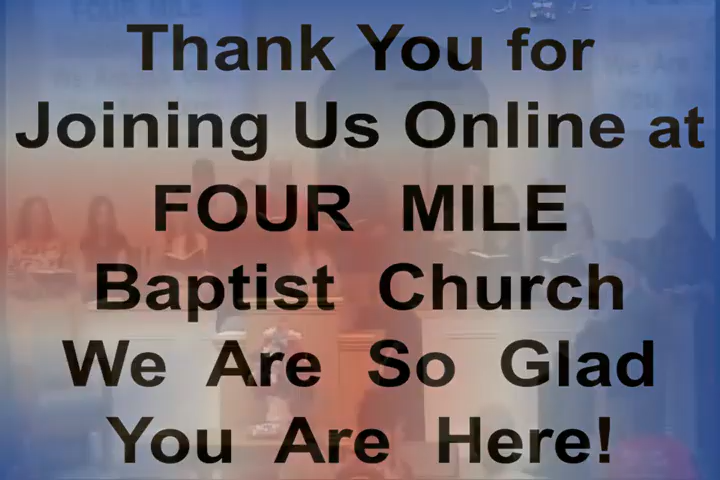 Thank You for
Joining Us Online at
FOUR MILE
Baptist Church
We Are So Glad
You Are Here!